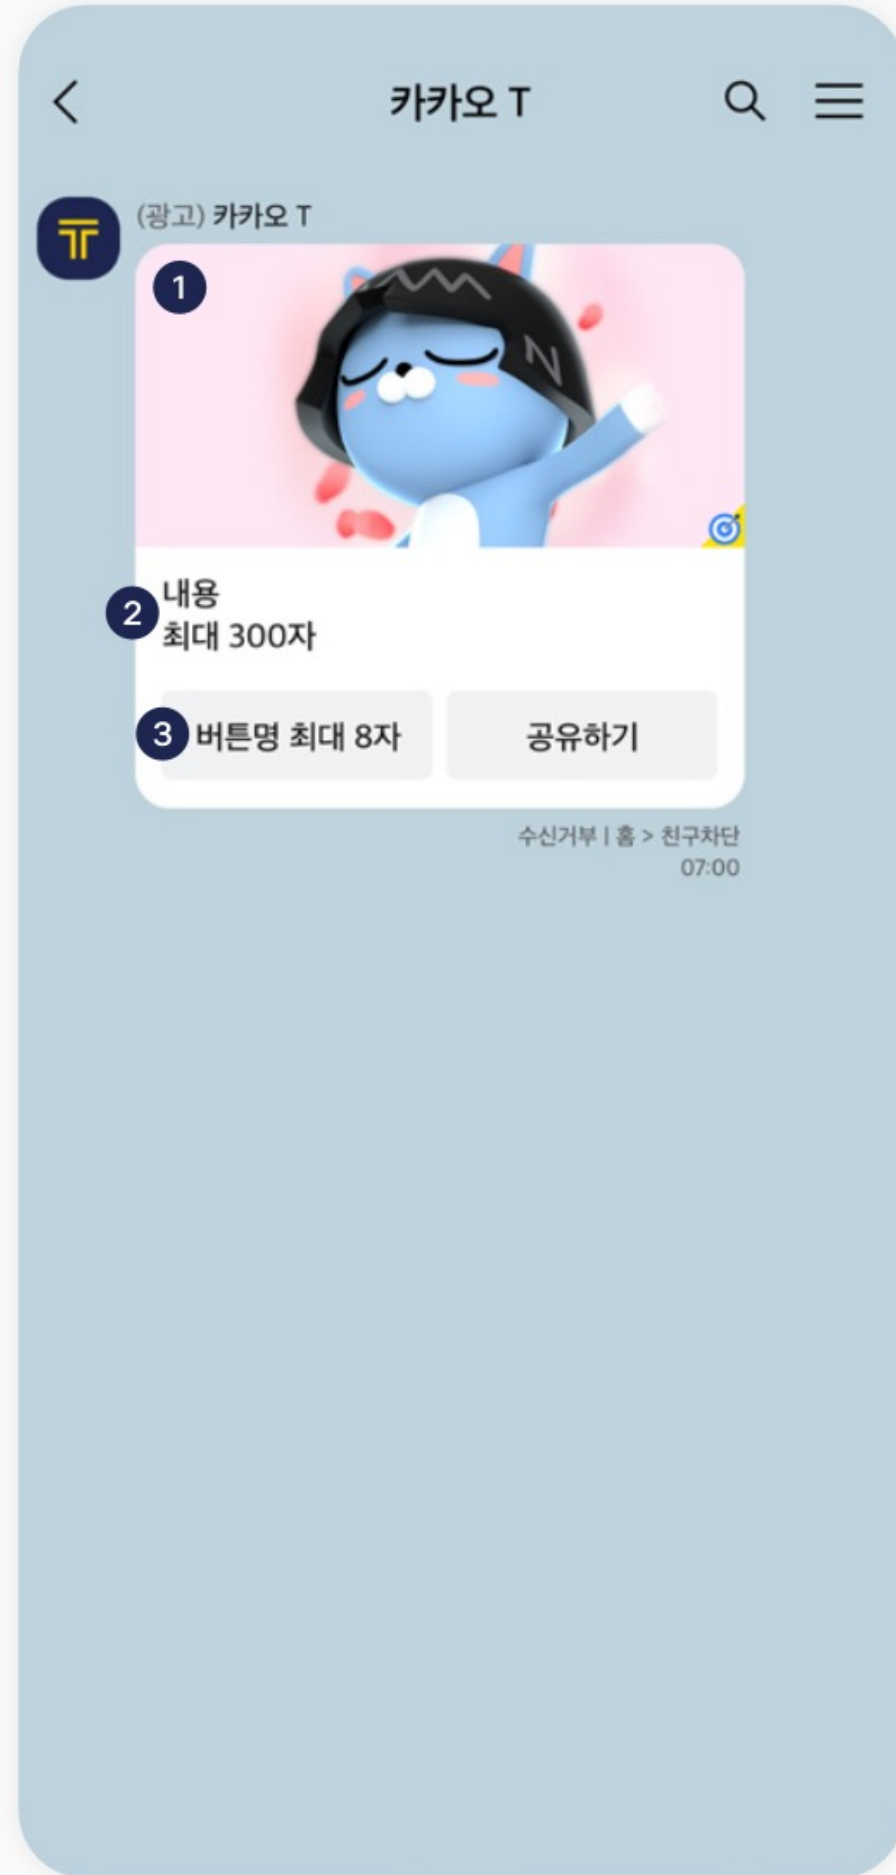 카카오 T
(광고) 카카오 T
1
N
2
내용
최대 300자
3
버튼명 최대 8자
공유하기
수신거부 | 홈 > 친구차단
07:00